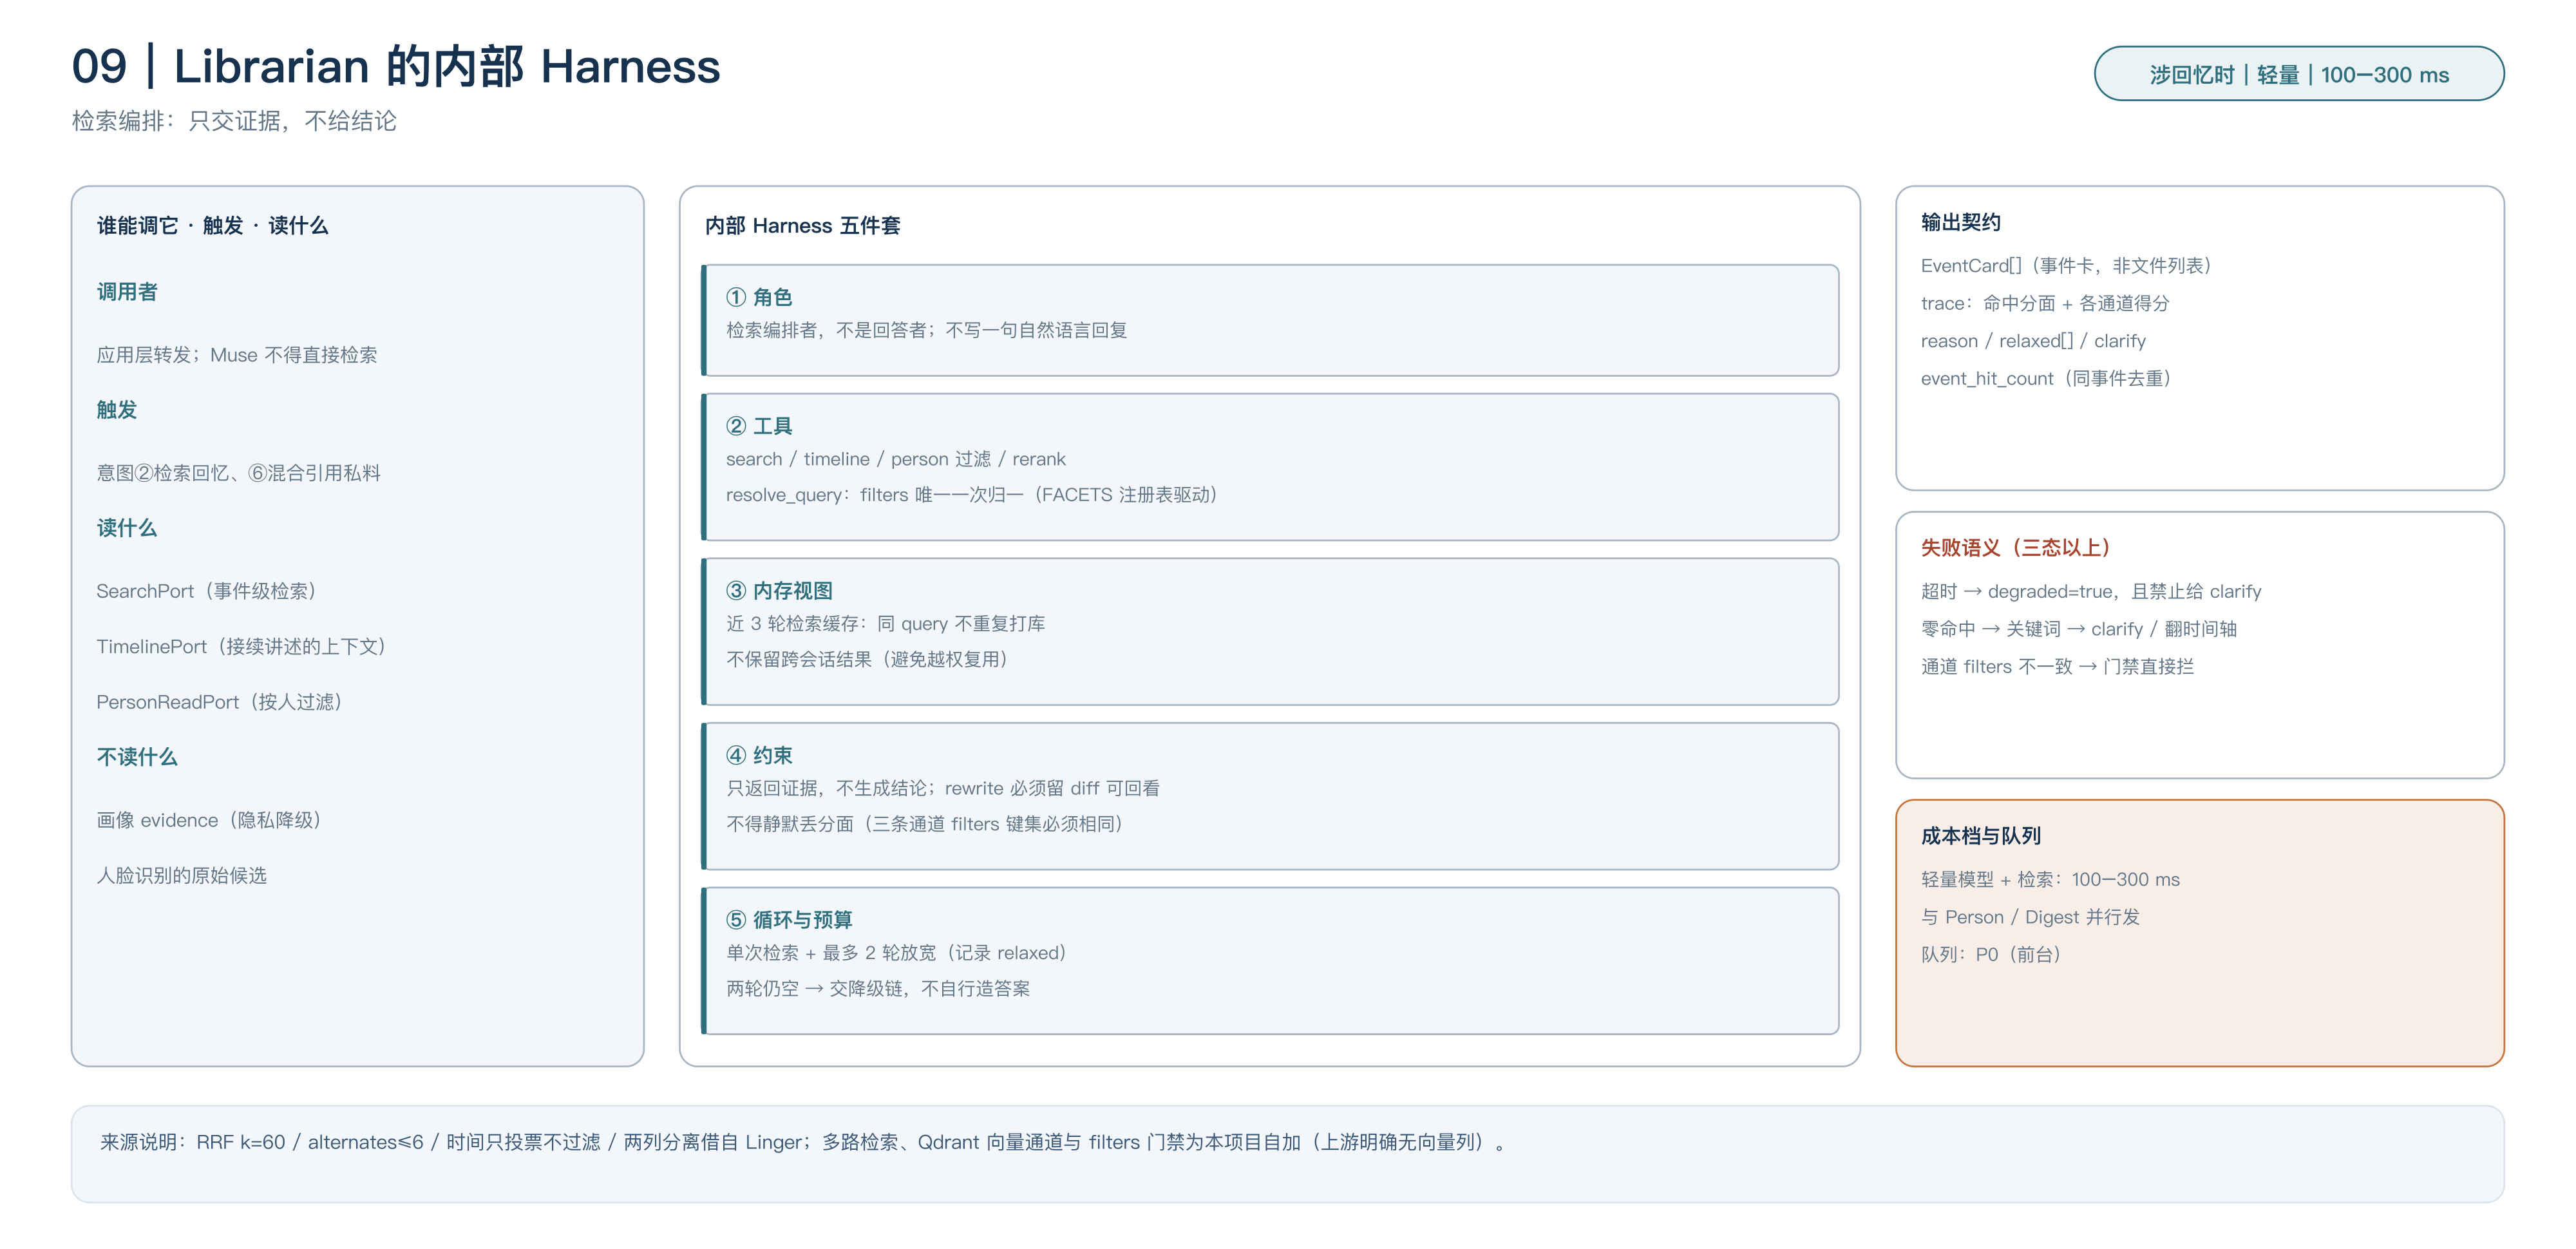 09｜Librarian 的内部 Harness
检索编排：只交证据，不给结论
涉回忆时｜轻量｜100—300 ms
谁能调它 · 触发 · 读什么
调用者
应用层转发；Muse 不得直接检索
触发
意图②检索回忆、⑥混合引用私料
读什么
SearchPort（事件级检索）
TimelinePort（接续讲述的上下文）
PersonReadPort（按人过滤）
不读什么
画像 evidence（隐私降级）
人脸识别的原始候选
内部 Harness 五件套
① 角色
检索编排者，不是回答者；不写一句自然语言回复
② 工具
search / timeline / person 过滤 / rerank
resolve_query：filters 唯一一次归一（FACETS 注册表驱动）
③ 内存视图
近 3 轮检索缓存：同 query 不重复打库
不保留跨会话结果（避免越权复用）
④ 约束
只返回证据，不生成结论；rewrite 必须留 diff 可回看
不得静默丢分面（三条通道 filters 键集必须相同）
⑤ 循环与预算
单次检索 + 最多 2 轮放宽（记录 relaxed）
两轮仍空 → 交降级链，不自行造答案
输出契约
EventCard[]（事件卡，非文件列表）
trace：命中分面 + 各通道得分
reason / relaxed[] / clarify
event_hit_count（同事件去重）
失败语义（三态以上）
超时 → degraded=true，且禁止给 clarify
零命中 → 关键词 → clarify / 翻时间轴
通道 filters 不一致 → 门禁直接拦
成本档与队列
轻量模型 + 检索：100—300 ms
与 Person / Digest 并行发
队列：P0（前台）
来源说明：RRF k=60 / alternates≤6 / 时间只投票不过滤 / 两列分离借自 Linger；多路检索、Qdrant 向量通道与 filters 门禁为本项目自加（上游明确无向量列）。